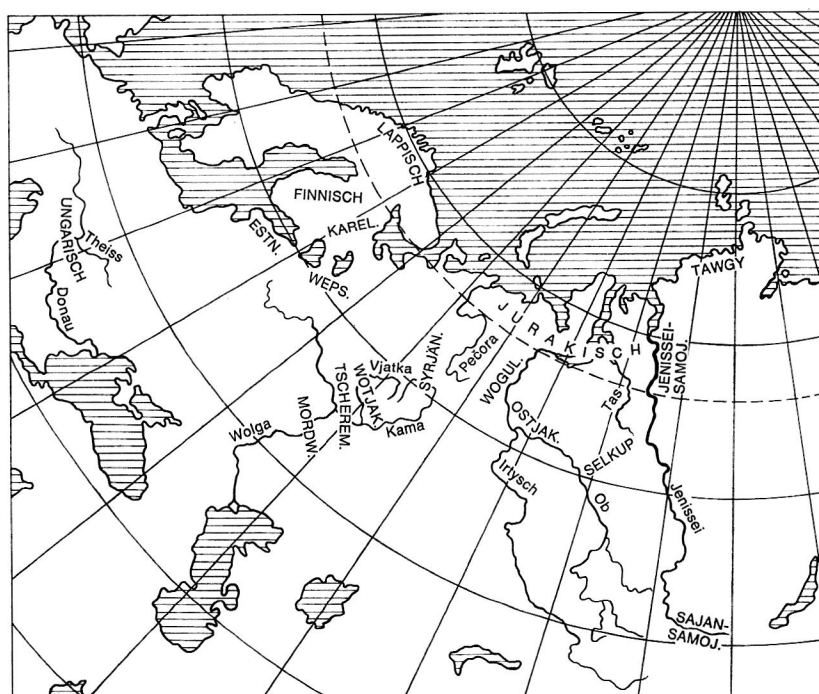 LAPPISCH
FINNISCH
KAREL.
ESTN.
WEPS.
UNGARISCH
Theiss
Donau
TAWGY
JURAKISCH
JENISSEI-
SAMOJ.
Pečora
SYRJÄN.
Vjatka
WOTJAK.
TSCHEREM.
Kama
MORDW.
Wolga
WOGUL.
OSTJAK.
Tas
SELKUP
Irtysch
Ob
Jenissei
SAJAN-
SAMOJ.